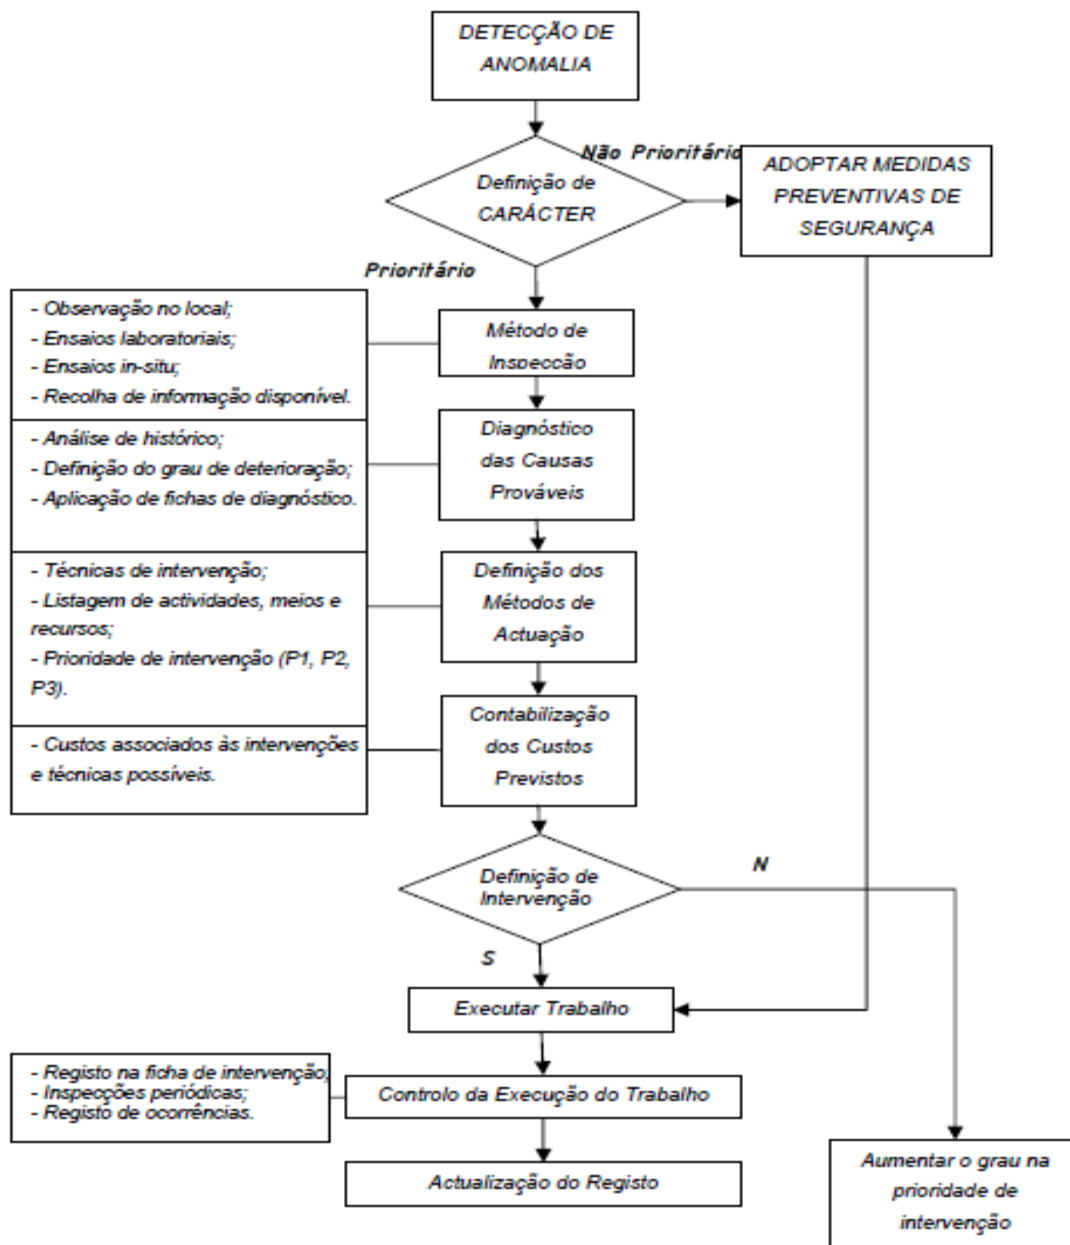 DETECÇÃO DE
ANOMALIA
Não Prioritário
Definição de
CARÁCTER
ADOPTAR MEDIDAS
PREVENTIVAS DE
SEGURANÇA
Prioritário
- Observação no local;
- Ensaios laboratoriais;
- Ensaios in-situ;
- Recolha de informação disponível.
Método de
Inspecção
- Análise de histórico;
- Definição do grau de deterioração;
- Aplicação de fichas de diagnóstico.
Diagnóstico
das Causas
Prováveis
- Técnicas de intervenção;
- Listagem de actividades, meios e
recursos;
- Prioridade de intervenção (P1, P2,
P3).
Definição dos
Métodos de
Actuação
- Custos associados às intervenções
e técnicas possíveis.
Contabilização
dos Custos
Previstos
Definição de
Intervenção
N
S
Executar Trabalho
- Registo na ficha de intervenção;
- Inspecções periódicas;
- Registo de ocorrências.
Controlo da Execução do Trabalho
Actualização do Registo
Aumentar o grau na
prioridade de
intervenção